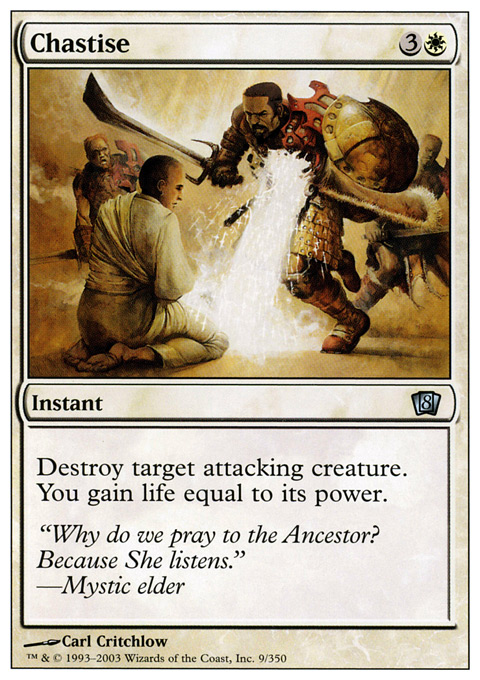 Chastise 3
Instant 8
Destroy target attacking creature.
You gain life equal to its power.
“Why do we pray to the Ancestor?
Because She listens.”
—Mystic elder
Carl Critchlow
™ & © 1993–2003 Wizards of the Coast, Inc. 9/350